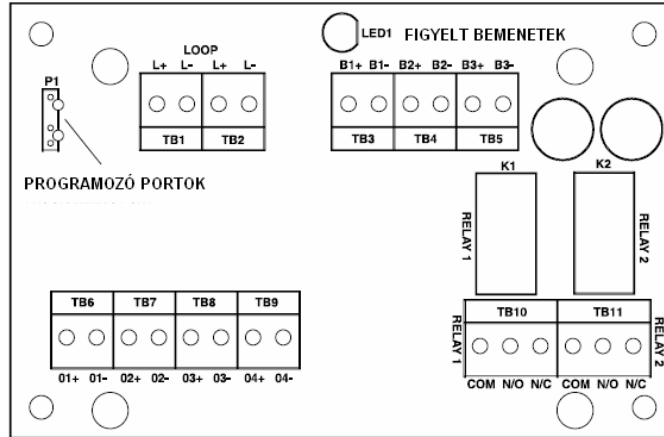 LED1 FIGYELT BEMENETEK
LOOP
L+ L- L+ L-
B1+ B1- B2+ B2- B3+ B3-
P1
TB1 TB2
TB3 TB4 TB5
PROGRAMOZÓ PORTOK
K1 K2
RELAY 1
RELAY 2
TB6 TB7 TB8 TB9
TB10 TB11
RELAY 1
RELAY 2
01+ 01- 02+ 02- 03+ 03- 04+ 04-
COM N/O N/C COM N/O N/C